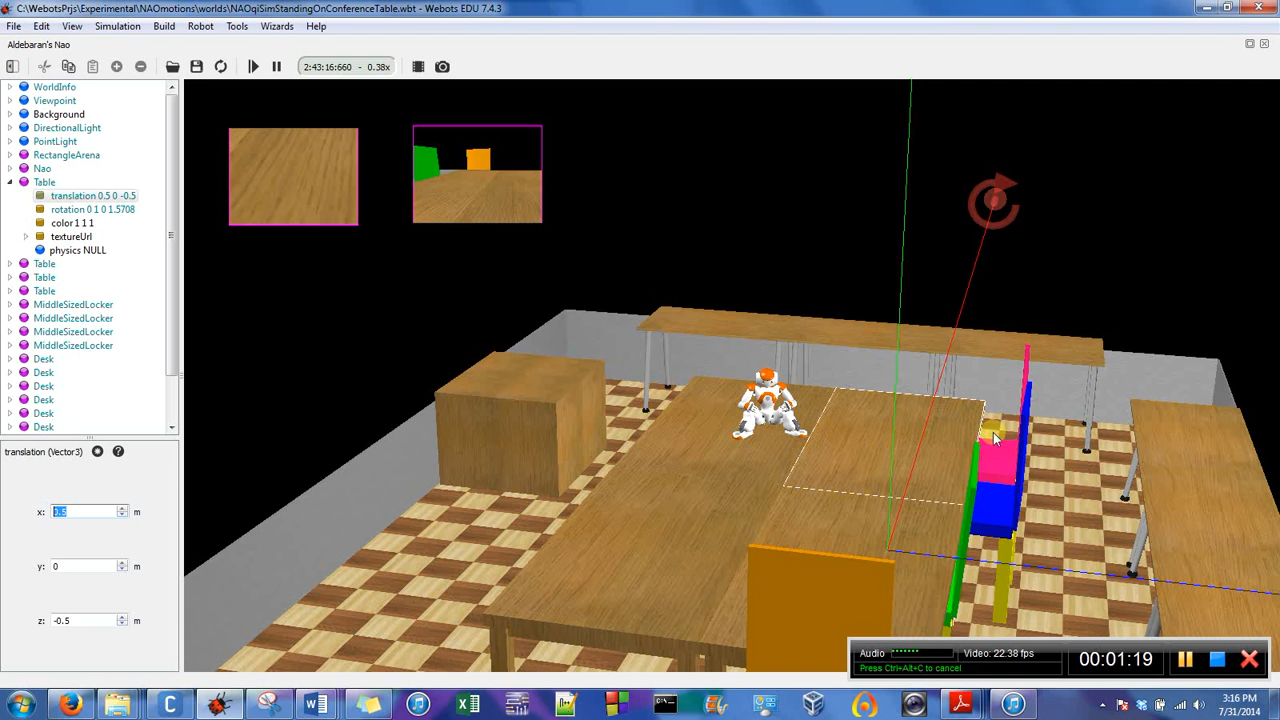 C:\WebotsPrjs\Experimental\NAOmotions\worlds\NAOqiSimStandingOnConferenceTable.wbt - Webots EDU 7.4.3
File Edit View Simulation Build Robot Tools Wizards Help
Aldebaran's Nao
2:43:16:660 - 0.38x
WorldInfo
Viewpoint
Background
DirectionalLight
PointLight
RectangleArena
Nao
Table
translation 0.5 0 -0.5
rotation 0 1 0 1.5708
color 1 1 1
textureUrl
physics NULL
Table
Table
Table
MiddleSizedLocker
MiddleSizedLocker
MiddleSizedLocker
MiddleSizedLocker
Desk
Desk
Desk
Desk
Desk
Desk
translation (Vector3)
x: 0.5 m
y: 0 m
z: -0.5 m
Audio Video: 22.38 fps
Press Ctrl+Alt+C to cancel
00:01:19
3:16 PM
7/31/2014